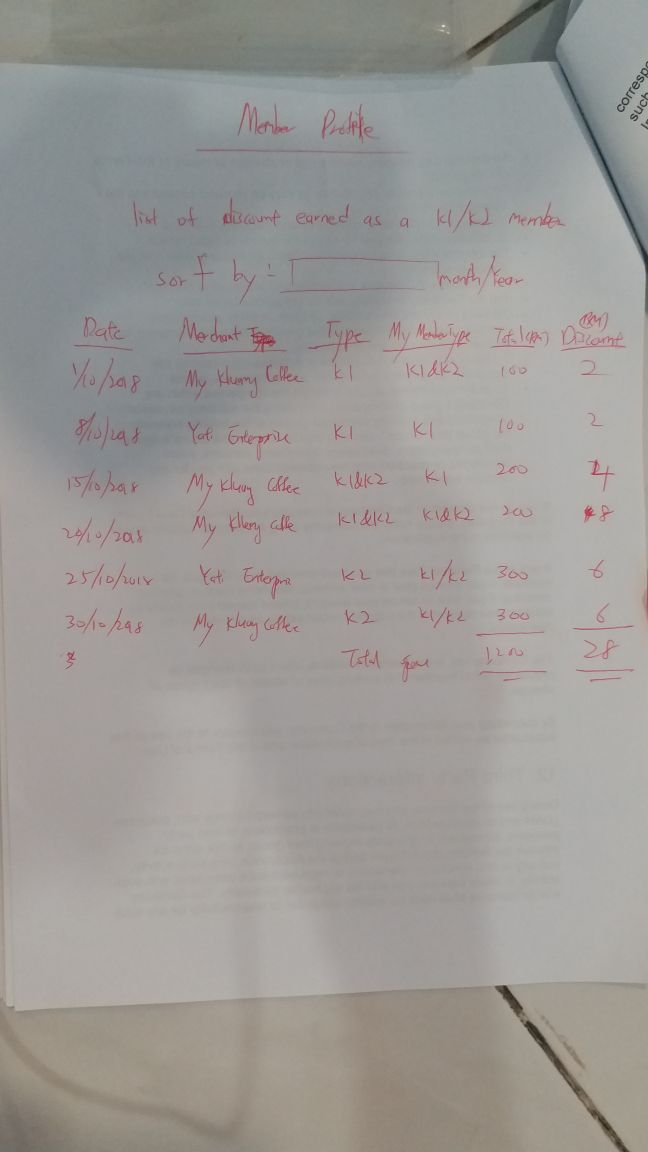 corresp
such
Member Profile
list of discount earned as a K1/K2 member
sort by :- month/Year
Date Merchant Type My MemberType Total (RM) (RM) Discount
1/10/2018 My Kluang Coffee K1 K1&K2 100 2
8/10/2018 Yati Enterprise K1 K1 100 2
15/10/2018 My Kluang Coffee K1&K2 K1 200 4
20/10/2018 My Kluang Coffee K1&K2 K1&K2 200 8
25/10/2018 Yati Enterpri K2 K1/K2 300 6
30/10/2018 My Kluang Coffee K2 K1/K2 300 6
Total 1200 28